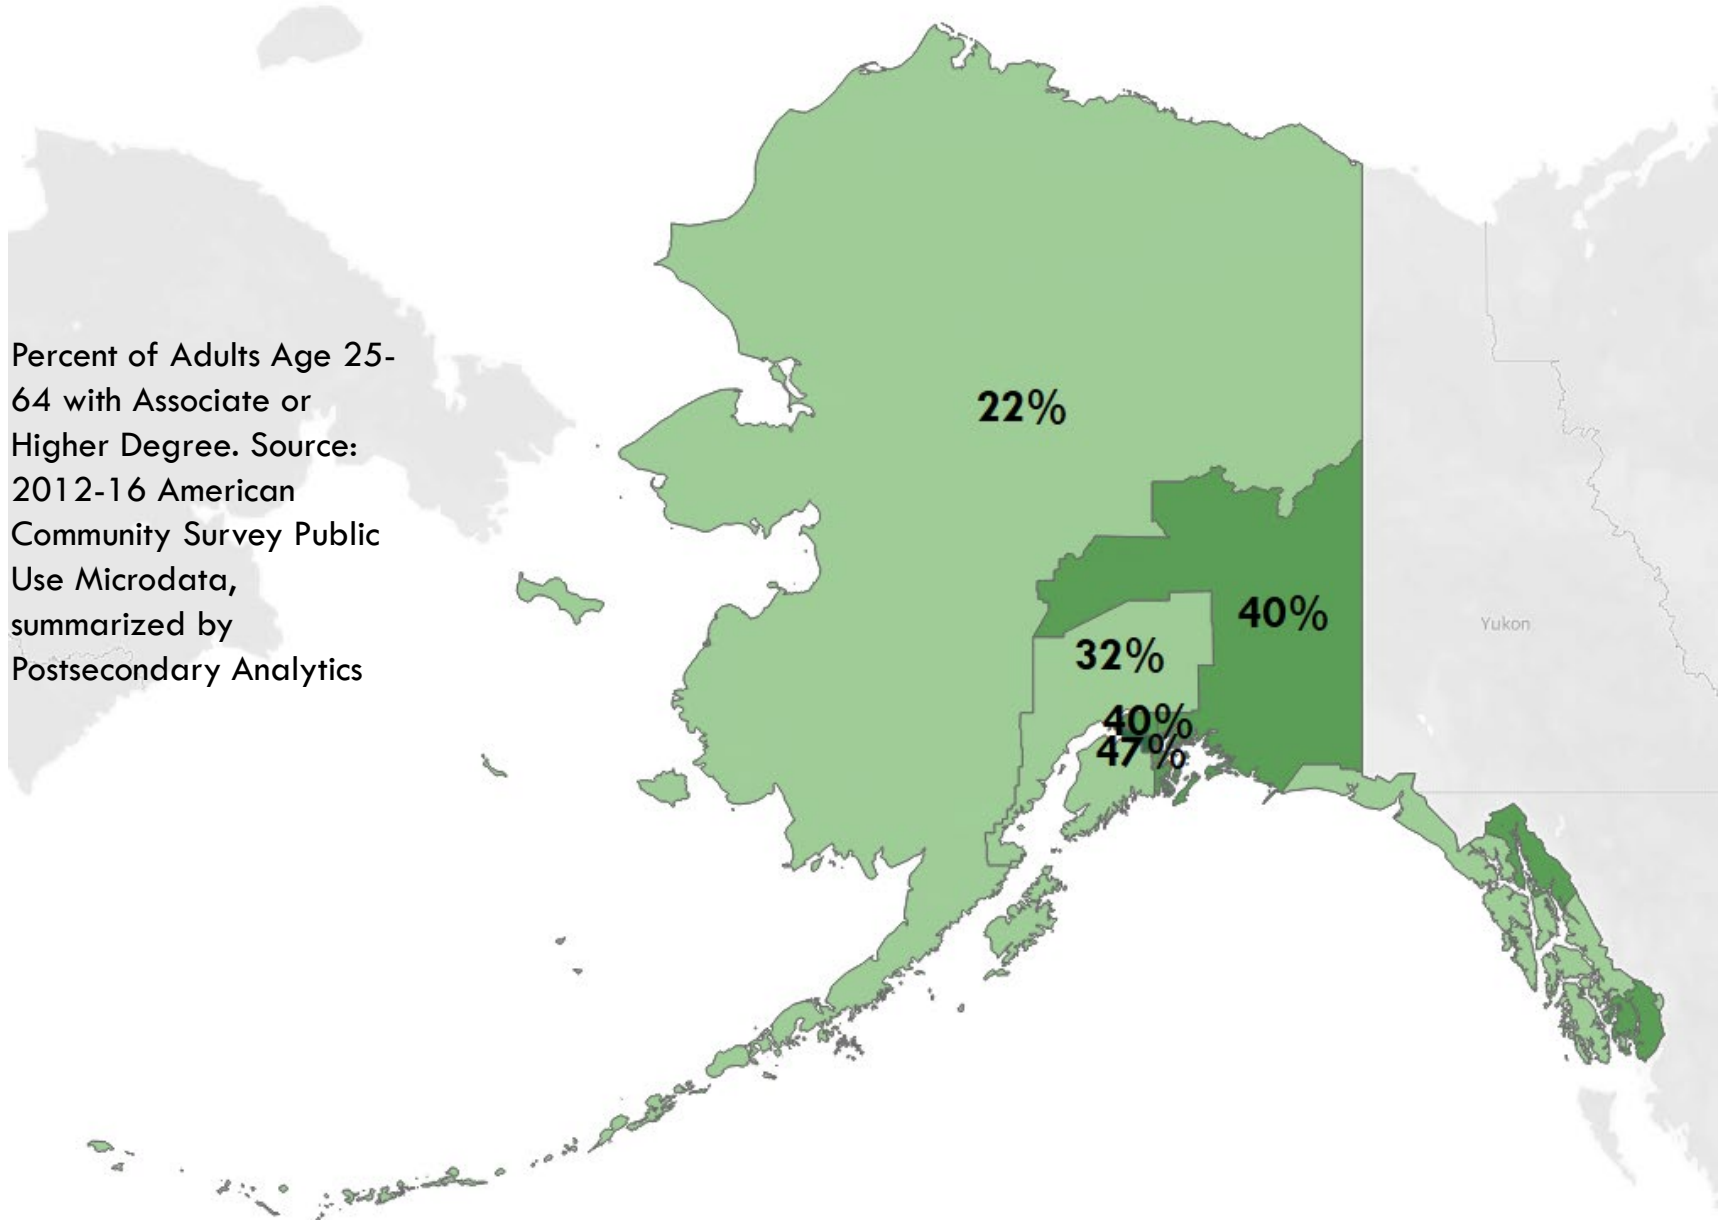 Percent of Adults Age 25-
64 with Associate or
Higher Degree. Source:
2012-16 American
Community Survey Public
Use Microdata,
summarized by
Postsecondary Analytics
22%
40%
32%
40%
47%
Yukon